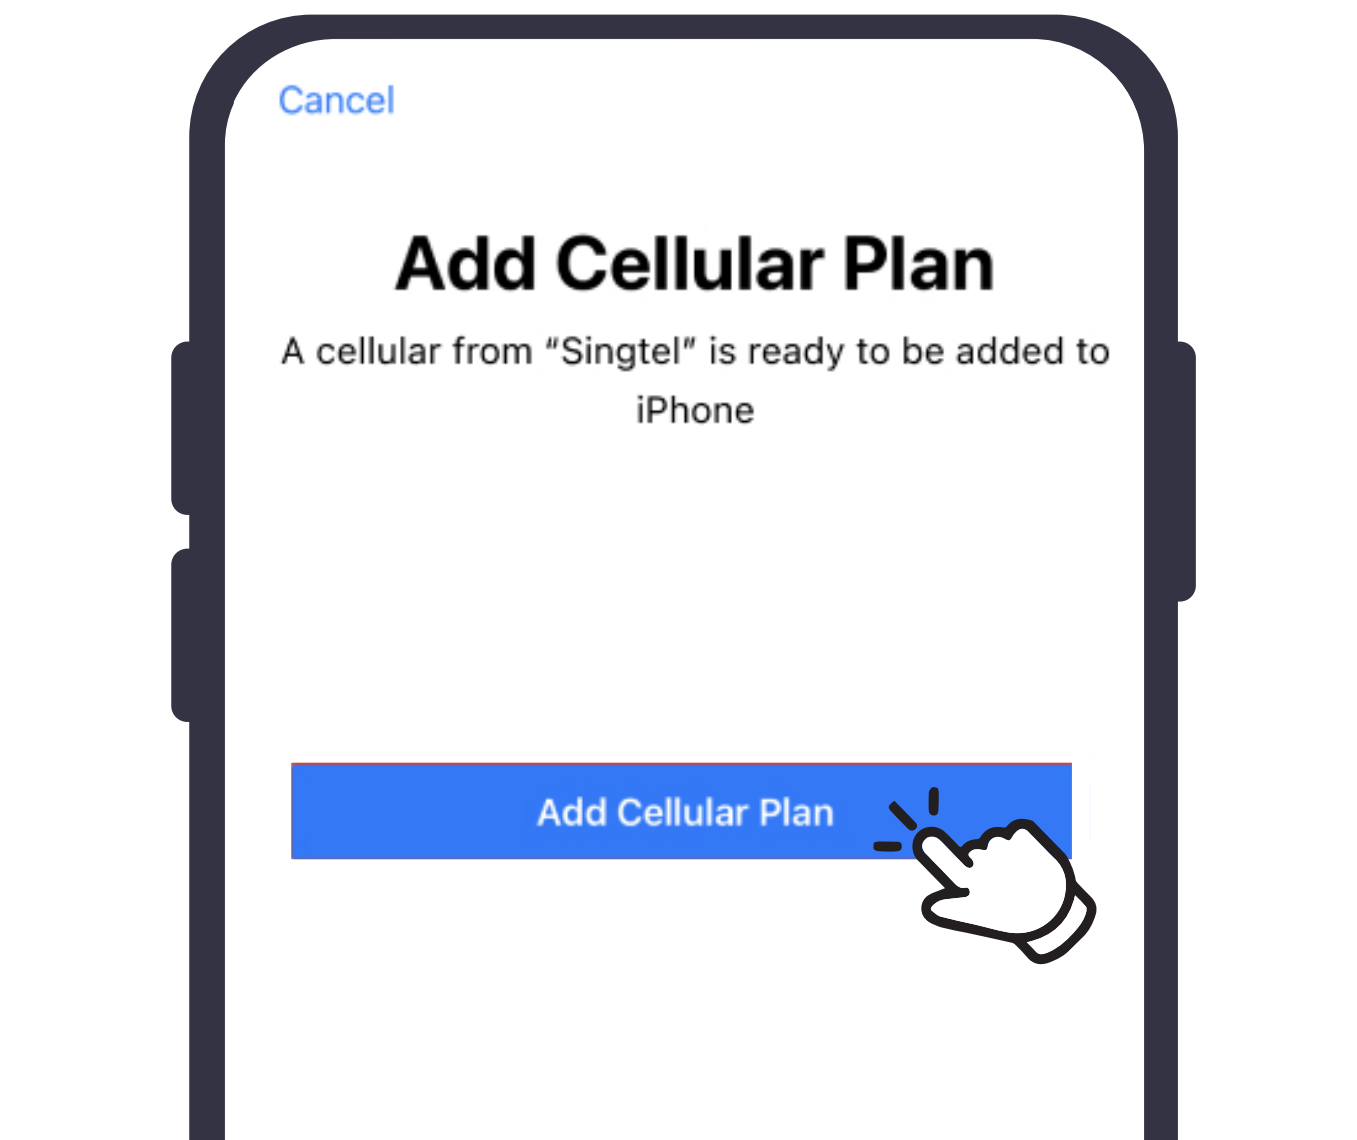 Cancel
Add Cellular Plan
A cellular from “Singtel” is ready to be added to
iPhone
Add Cellular Plan